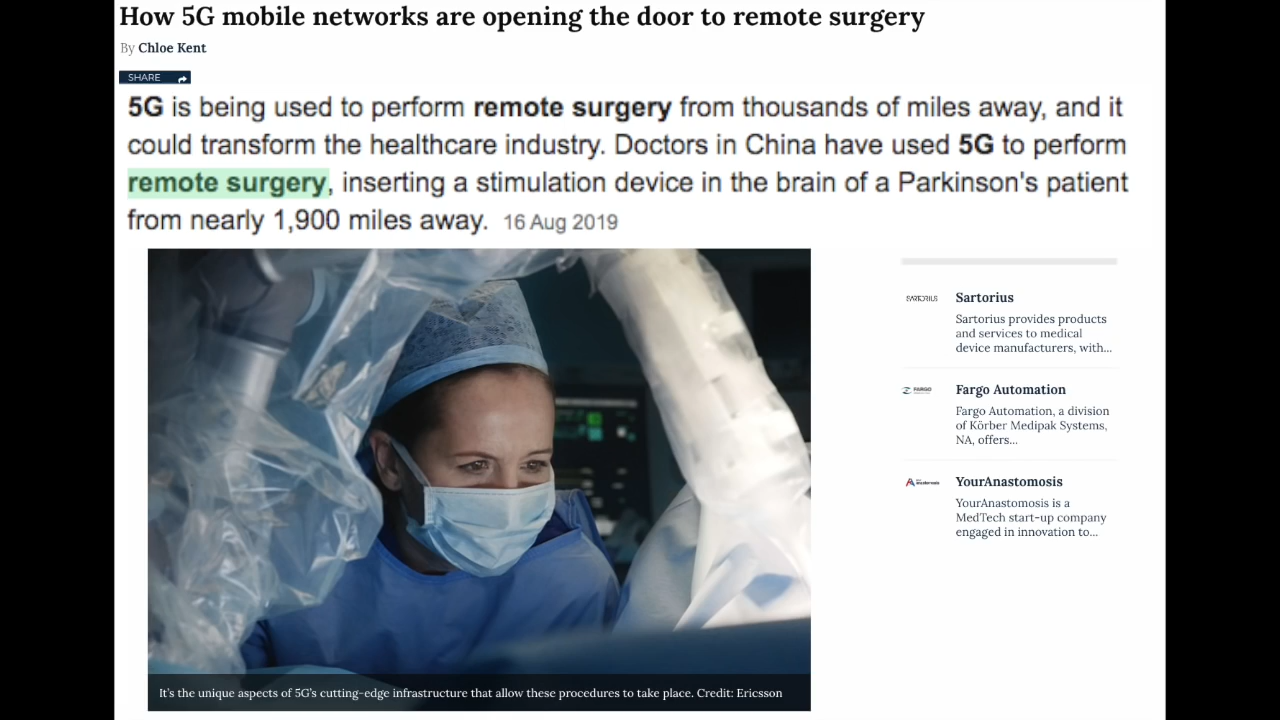 How 5G mobile networks are opening the door to remote surgery
By Chloe Kent
SHARE
5G is being used to perform remote surgery from thousands of miles away, and it
could transform the healthcare industry. Doctors in China have used 5G to perform
remote surgery, inserting a stimulation device in the brain of a Parkinson's patient
from nearly 1,900 miles away. 16 Aug 2019
SARTORIUS
Sartorius
Sartorius provides products
and services to medical
device manufacturers, with...
FARGO
Fargo Automation
Fargo Automation, a division
of Körber Medipak Systems,
NA, offers...
YourAnastomosis
YourAnastomosis is a
MedTech start-up company
engaged in innovation to...
It's the unique aspects of 5G's cutting-edge infrastructure that allow these procedures to take place. Credit: Ericsson